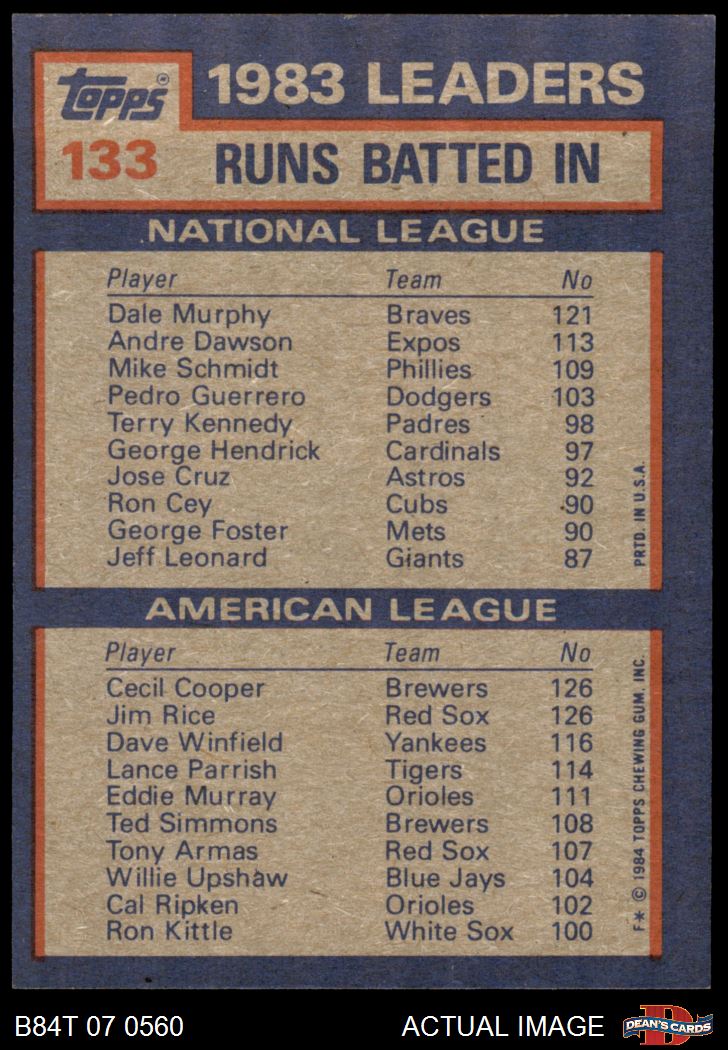 Topps®
1983 LEADERS
133
RUNS BATTED IN
NATIONAL LEAGUE
Player Team No
Dale Murphy Braves 121
Andre Dawson Expos 113
Mike Schmidt Phillies 109
Pedro Guerrero Dodgers 103
Terry Kennedy Padres 98
George Hendrick Cardinals 97
Jose Cruz Astros 92
Ron Cey Cubs 90
George Foster Mets 90
Jeff Leonard Giants 87
PRTD. IN U.S.A.
AMERICAN LEAGUE
Player Team No
Cecil Cooper Brewers 126
Jim Rice Red Sox 126
Dave Winfield Yankees 116
Lance Parrish Tigers 114
Eddie Murray Orioles 111
Ted Simmons Brewers 108
Tony Armas Red Sox 107
Willie Upshaw Blue Jays 104
Cal Ripken Orioles 102
Ron Kittle White Sox 100
F* © 1984 TOPPS CHEWING GUM, INC.
B84T 07 0560
ACTUAL IMAGE
D
DEAN'S CARDS